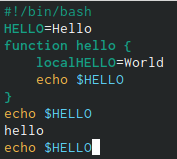 #!/bin/bash
HELLO=Hello
function hello {
    localHELLO=World
    echo $HELLO
}
echo $HELLO
hello
echo $HELLO